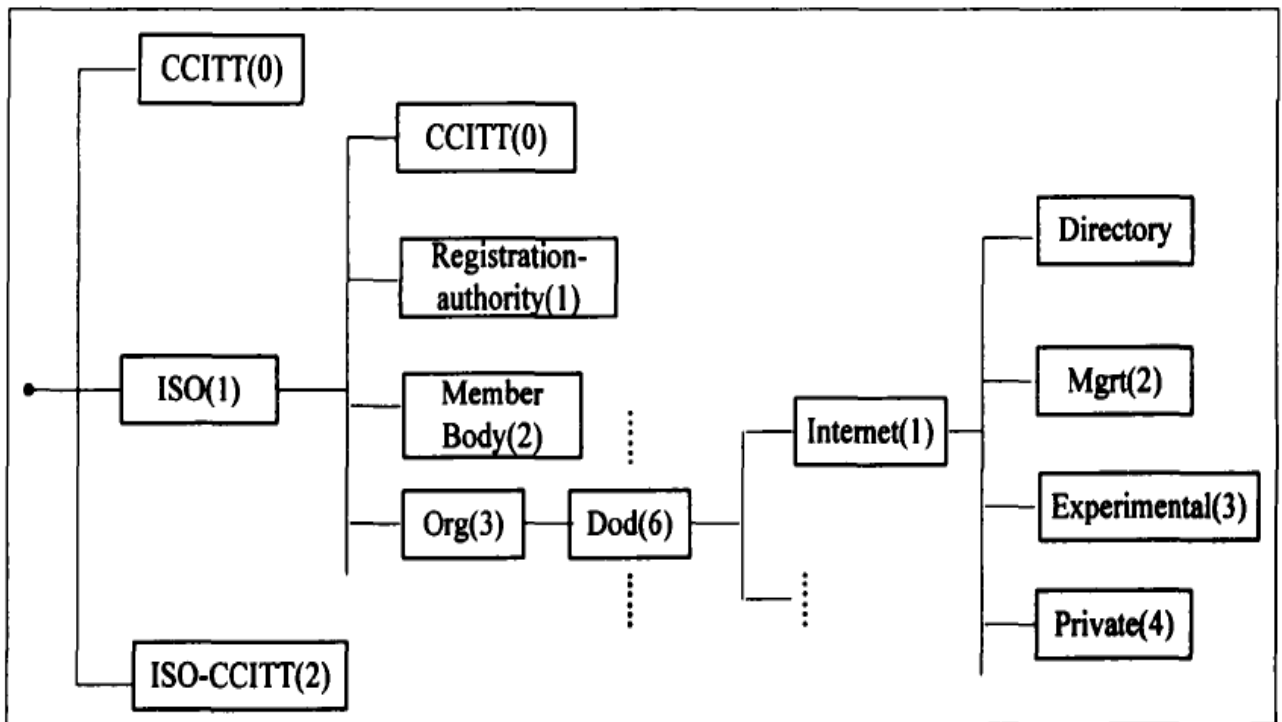 CCITT(0)
CCITT(0)
Registration-
authority(1)
ISO(1)
Member
Body(2)
Org(3)
Dod(6)
Internet(1)
Directory
Mgrt(2)
Experimental(3)
Private(4)
ISO-CCITT(2)